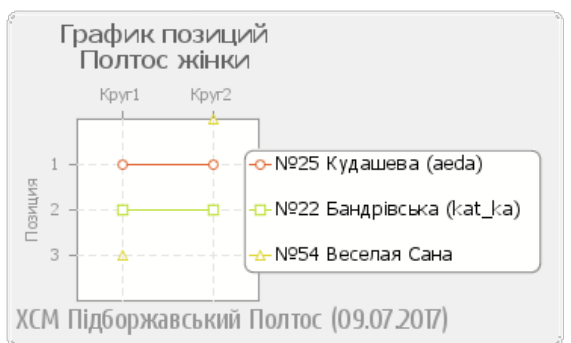 График позиций
Полтос жінки
Круг1 Круг2
Позиция
1
2
3
№25 Кудашева (aeda)
№22 Бандрівська (kat_ka)
№54 Веселая Сана
ХСМ Підборжавський Полтос (09.07.2017)